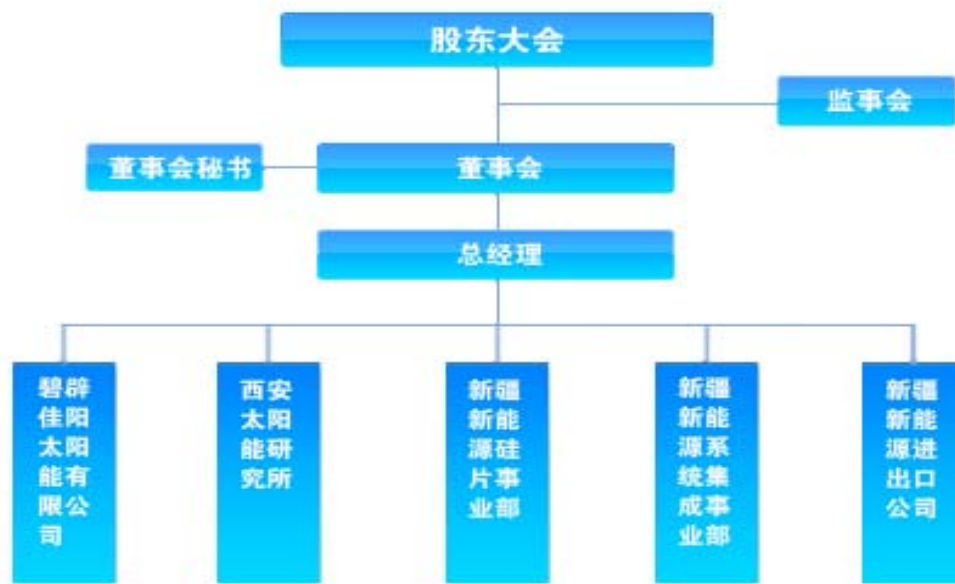 股东大会
监事会
董事会秘书
董事会
总经理
碧辟
佳阳
太阳
能有
限公
司
西安
太阳
能研
究所
新疆
新能
源硅
片事
业部
新疆
新能
源系
统集
成事
业部
新疆
新能
源进
出口
公司